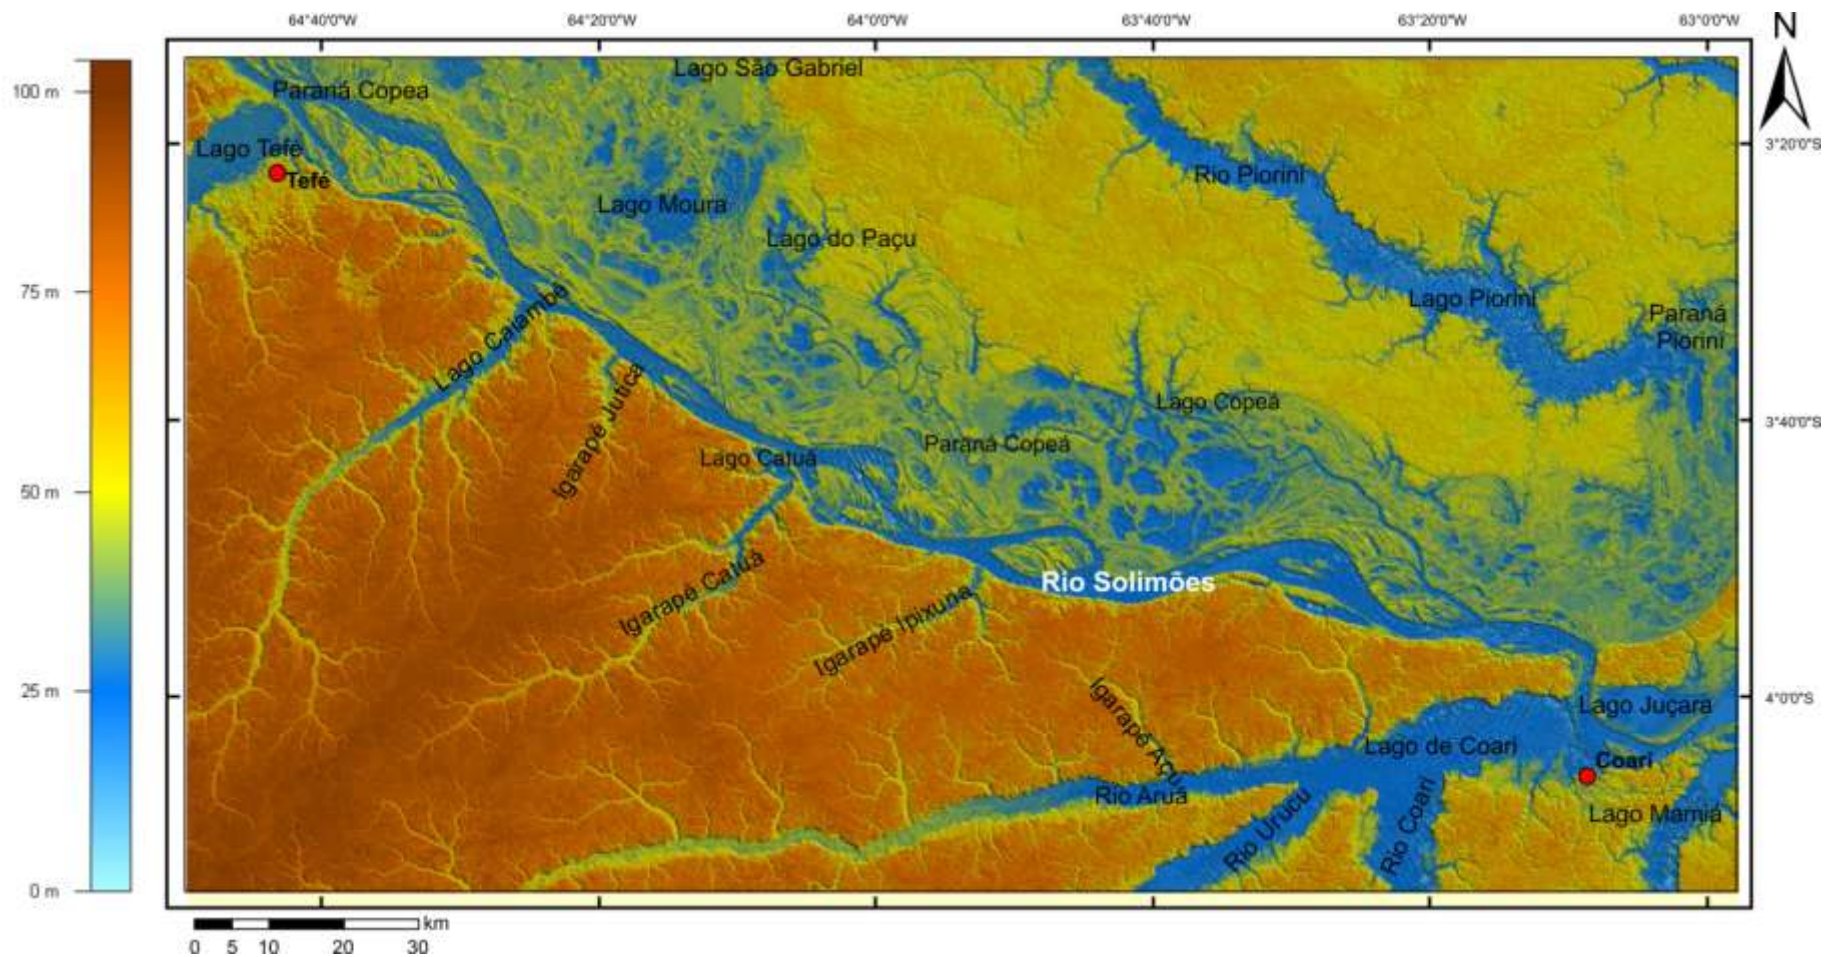 64°40'0"W
64°20'0"W
64°0'0"W
63°40'0"W
63°20'0"W
63°0'0"W
N
100 m
75 m
50 m
25 m
0 m
3°20'0"S
3°40'0"S
4°0'0"S
Lago São Gabriel
Paraná Copea
Lago Tefé
Tefé
Rio Piorini
Lago Moura
Lago do Paçu
Lago Piorini
Paraná
Piorini
Lago Caiambé
Igarapé Jutica
Lago Copeá
Paraná Copeá
Lago Catuá
Igarapé Catuá
Rio Solimões
Igarapé Ipixuna
Igarapé Açu
Lago Juçara
Lago de Coari
Coari
Rio Aruá
Rio Urucu
Rio Coari
Lago Mamiá
km
0 5 10 20 30